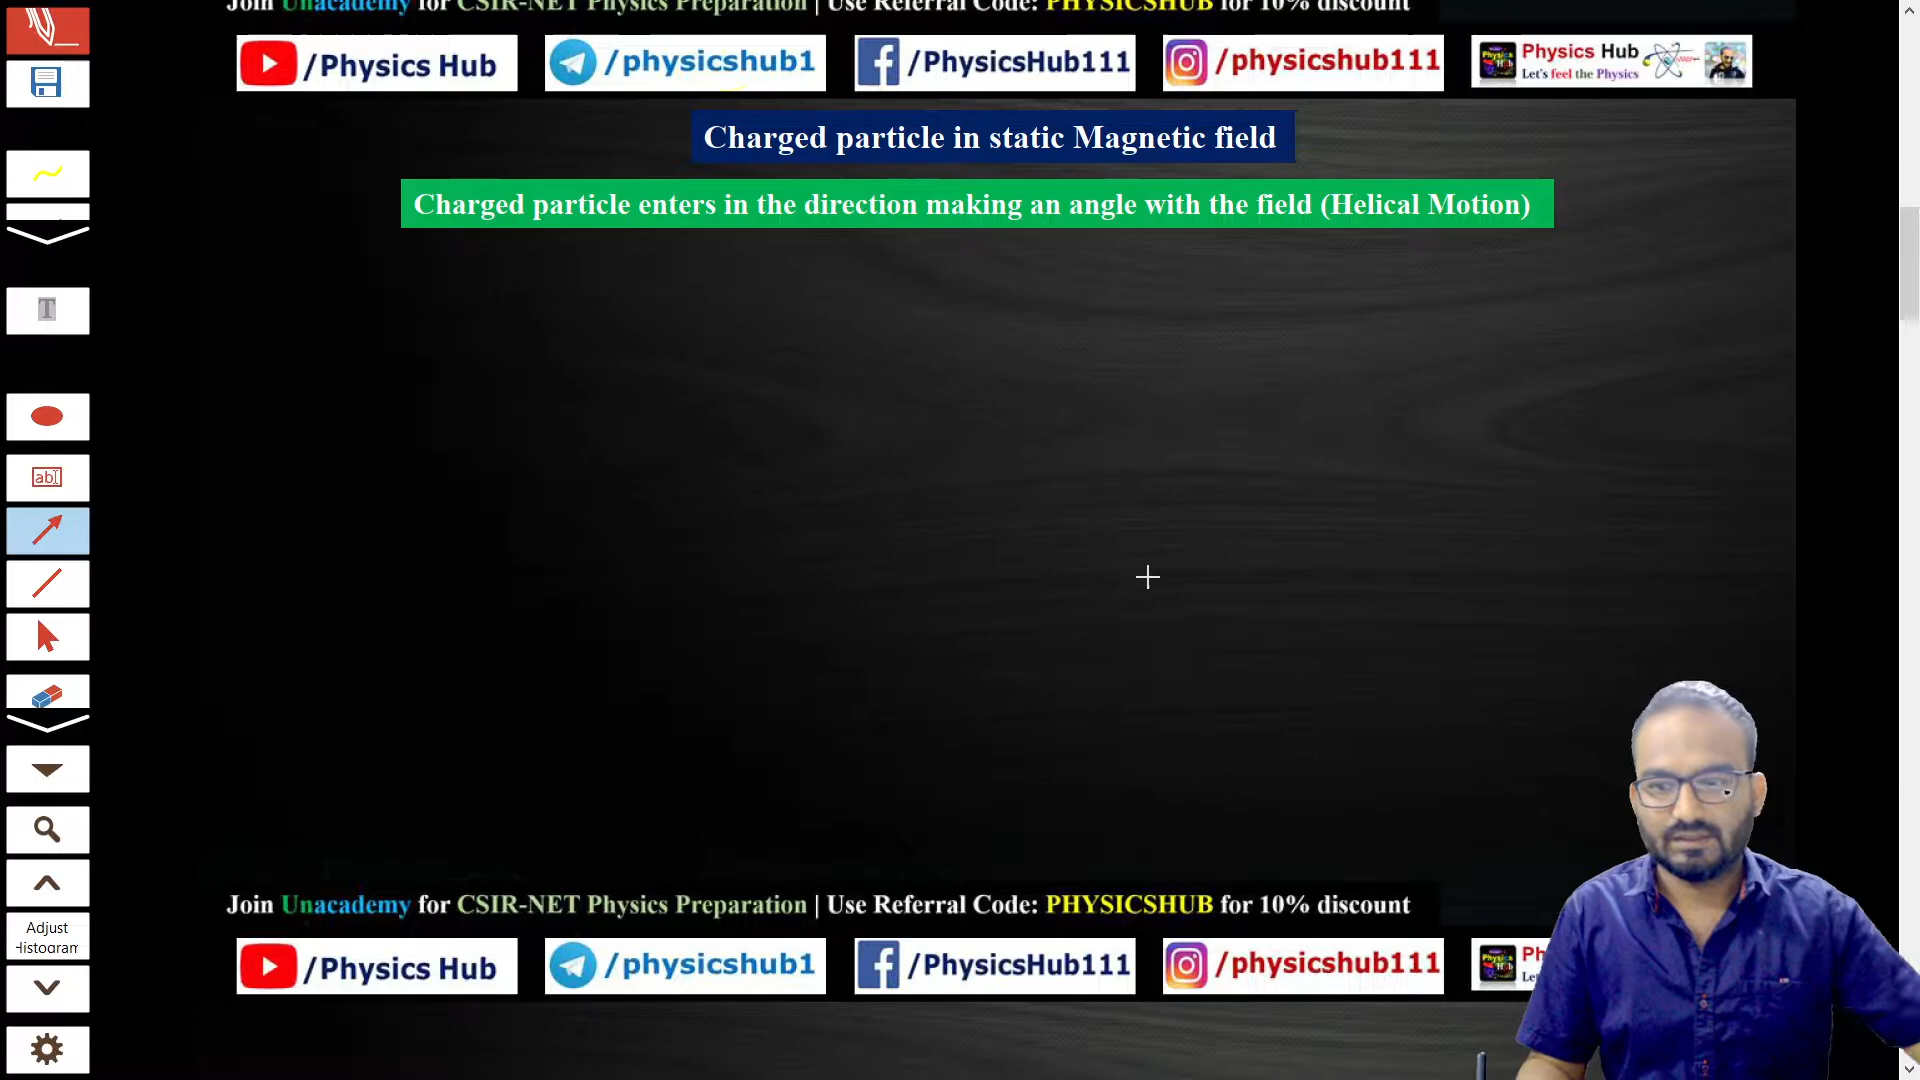 Join Unacademy for CSIR-NET Physics Preparation | Use Referral Code: PHYSICSHUB for 10% discount
/Physics Hub
/physicshub1
/PhysicsHub111
/physicshub111
Physics Hub
Let's feel the Physics
Charged particle in static Magnetic field
Charged particle enters in the direction making an angle with the field (Helical Motion)
T
ab
Join Unacademy for CSIR-NET Physics Preparation | Use Referral Code: PHYSICSHUB for 10% discount
/Physics Hub
/physicshub1
/PhysicsHub111
/physicshub111
Adjust